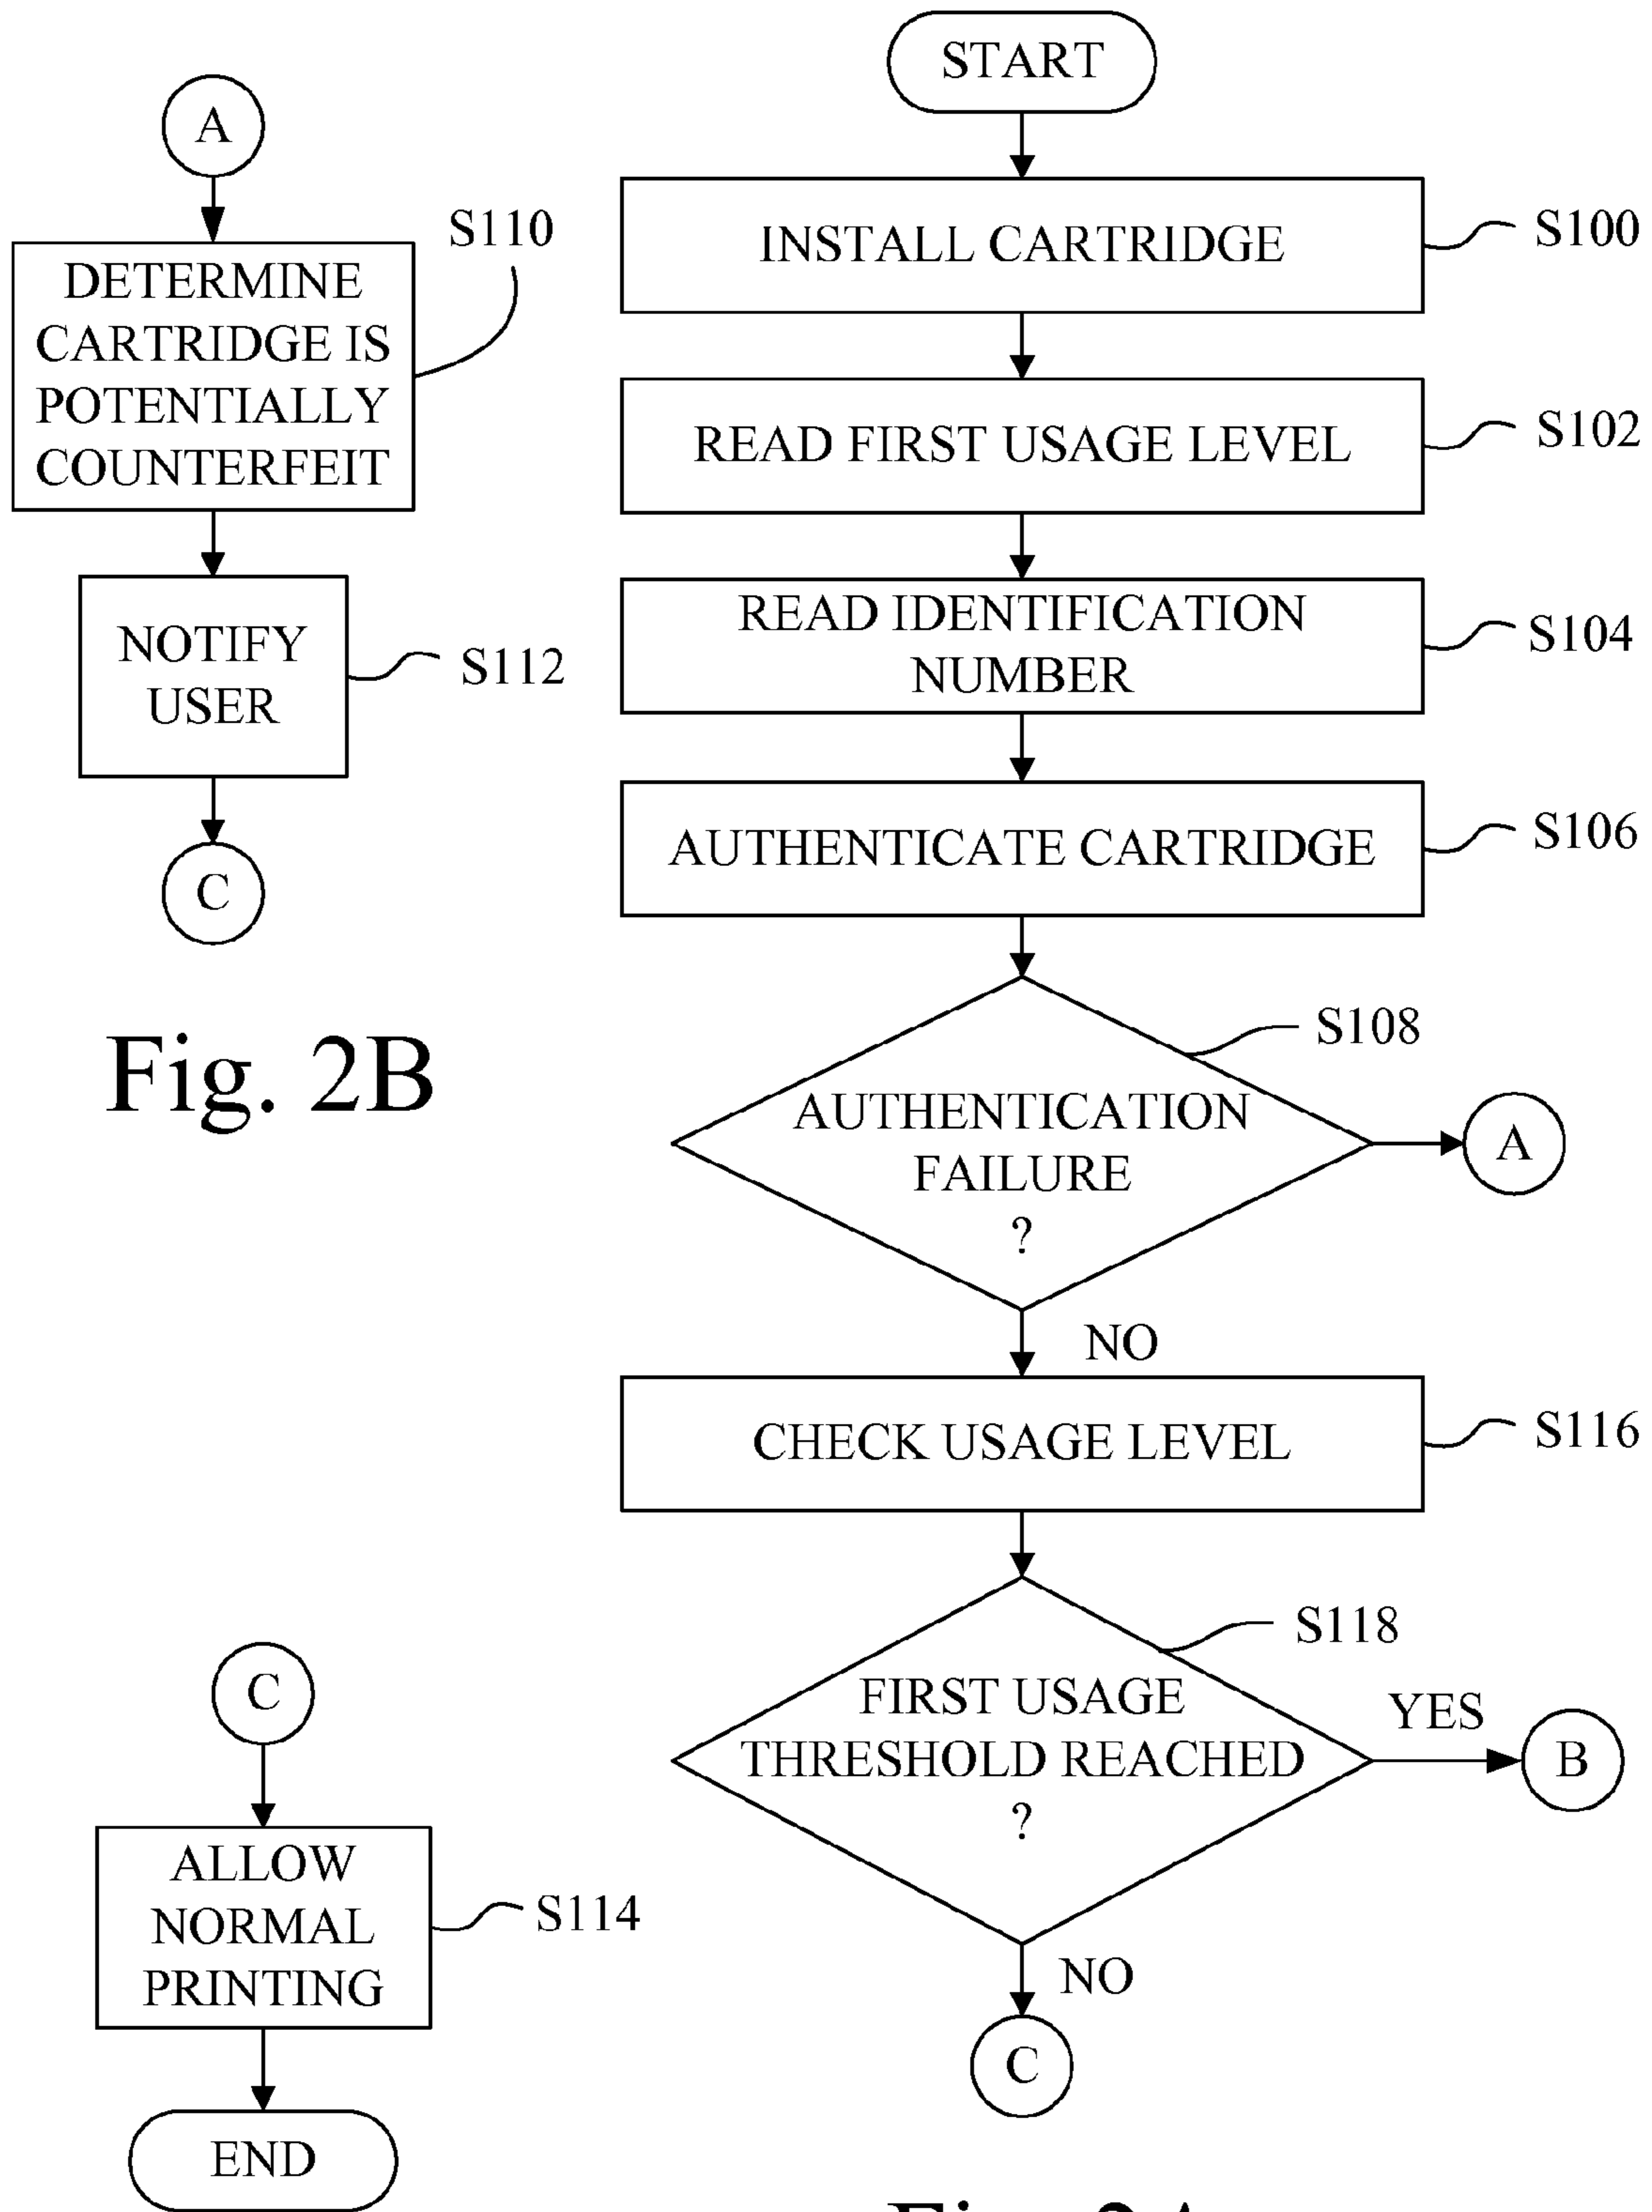 A
DETERMINE
CARTRIDGE IS
POTENTIALLY
COUNTERFEIT
S110
NOTIFY
USER
S112
C
Fig. 2B
START
INSTALL CARTRIDGE
S100
READ FIRST USAGE LEVEL
S102
READ IDENTIFICATION
NUMBER
S104
AUTHENTICATE CARTRIDGE
S106
S108
AUTHENTICATION
FAILURE
?
A
NO
CHECK USAGE LEVEL
S116
S118
FIRST USAGE
THRESHOLD REACHED
?
YES
B
NO
C
C
ALLOW
NORMAL
PRINTING
S114
END